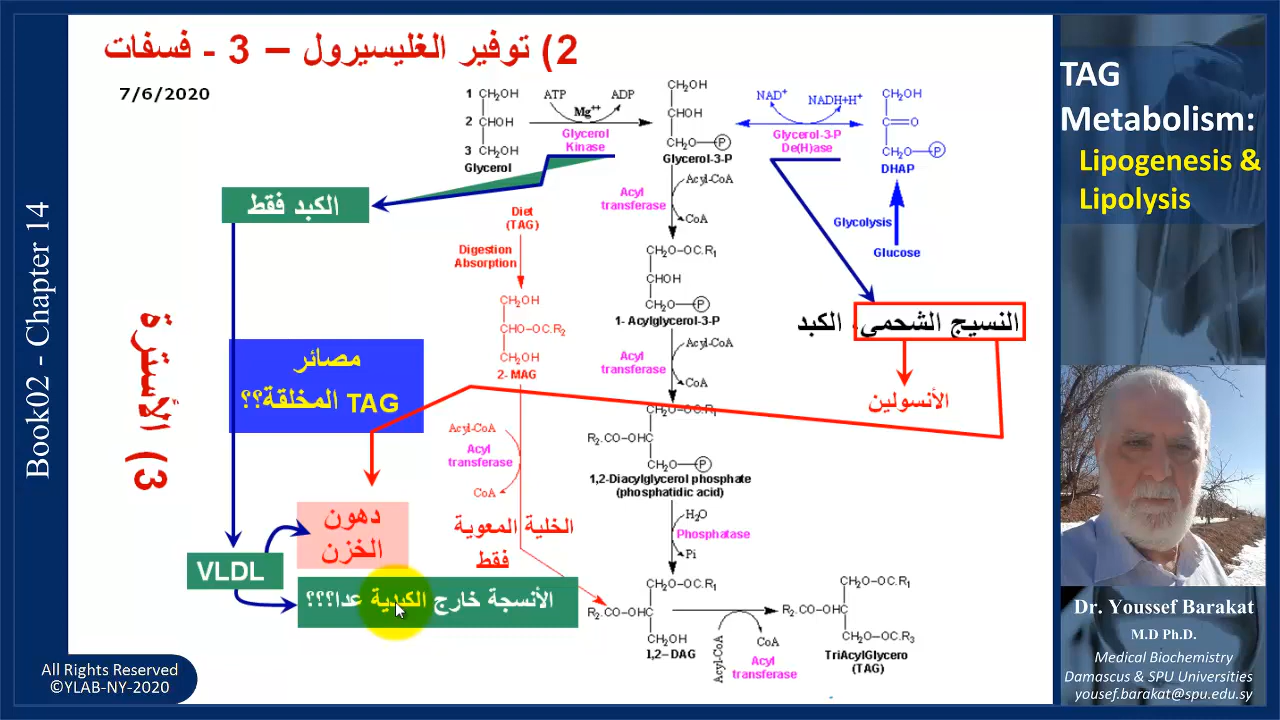 2) توفير الغليسيرول – 3 - فسفات
7/6/2020
1 CH₂OH
2 CHOH
3 CH₂OH
Glycerol
ATP
ADP
Mg⁺⁺
Glycerol
Kinase
CH₂OH
CHOH
CH₂O—P
Glycerol-3-P
NAD⁺
NADH+H⁺
Glycerol-3-P
De(H)ase
CH₂OH
C=O
CH₂O—P
DHAP
Glycolysis
Glucose
الكبد فقط
Acyl
transferase
Acyl-CoA
CoA
Diet
(TAG)
Digestion
Absorption
CH₂OH
CHO-OC.R₂
CH₂OH
2- MAG
CH₂O-OC.R₁
CHOH
CH₂O—P
1- Acylglycerol-3-P
النسيج الشحمي- الكبد
الأنسولين
3) الأسترة
مصائر
TAG المخلقة؟؟
Acyl
transferase
Acyl-CoA
CoA
Acyl-CoA
Acyl
transferase
CoA
CH₂O-OC.R₁
R₂.CO-OHC
CH₂O—P
1,2-Diacylglycerol phosphate
(phosphatidic acid)
دهون
الخزن
الخلية المعوية
فقط
H₂O
Phosphatase
Pi
VLDL
الأنسجة خارج الكبدية عدا؟؟؟
CH₂O-OC.R₁
R₂.CO-OHC
CH₂OH
1,2- DAG
Acyl-CoA
CoA
Acyl
transferase
CH₂O-OC.R₁
R₂.CO-OHC
CH₂O-OC.R₃
TriAcylGlycero
(TAG)
Book02 - Chapter 14
All Rights Reserved
©YLAB-NY-2020
TAG
Metabolism:
Lipogenesis &
Lipolysis
Dr. Youssef Barakat
M.D Ph.D.
Medical Biochemistry
Damascus & SPU Universities
yousef.barakat@spu.edu.sy